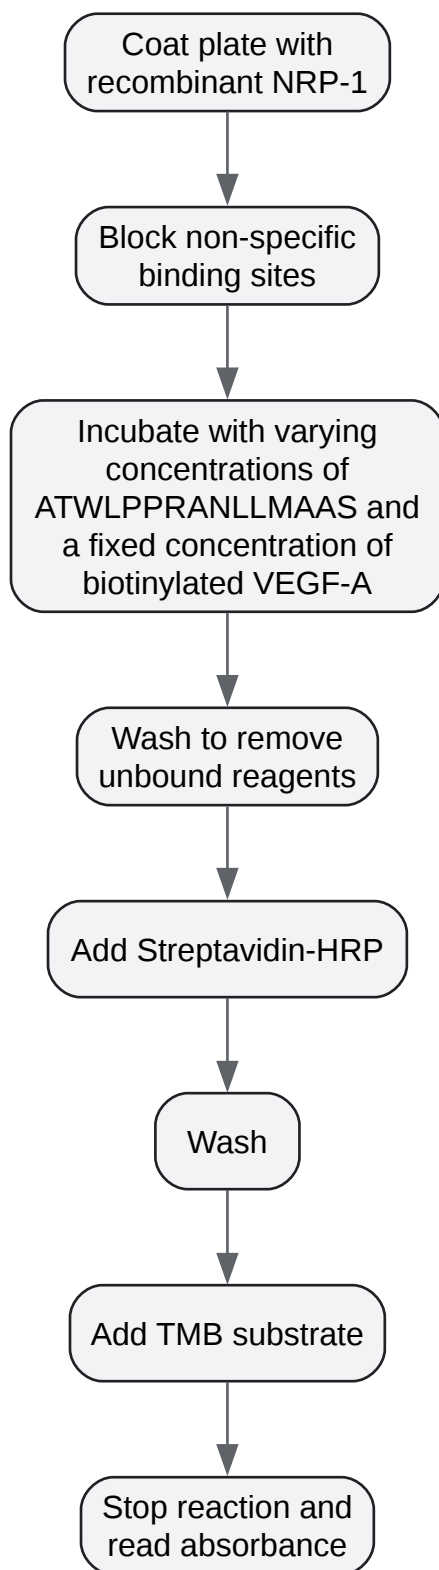 Coat plate with
recombinant NRP-1
Block non-specific
binding sites
Incubate with varying
concentrations of
ATWLPPRANLLMAAS and
a fixed concentration of
biotinylated VEGF-A
Wash to remove
unbound reagents
Add Streptavidin-HRP
Wash
Add TMB substrate
Stop reaction and
read absorbance